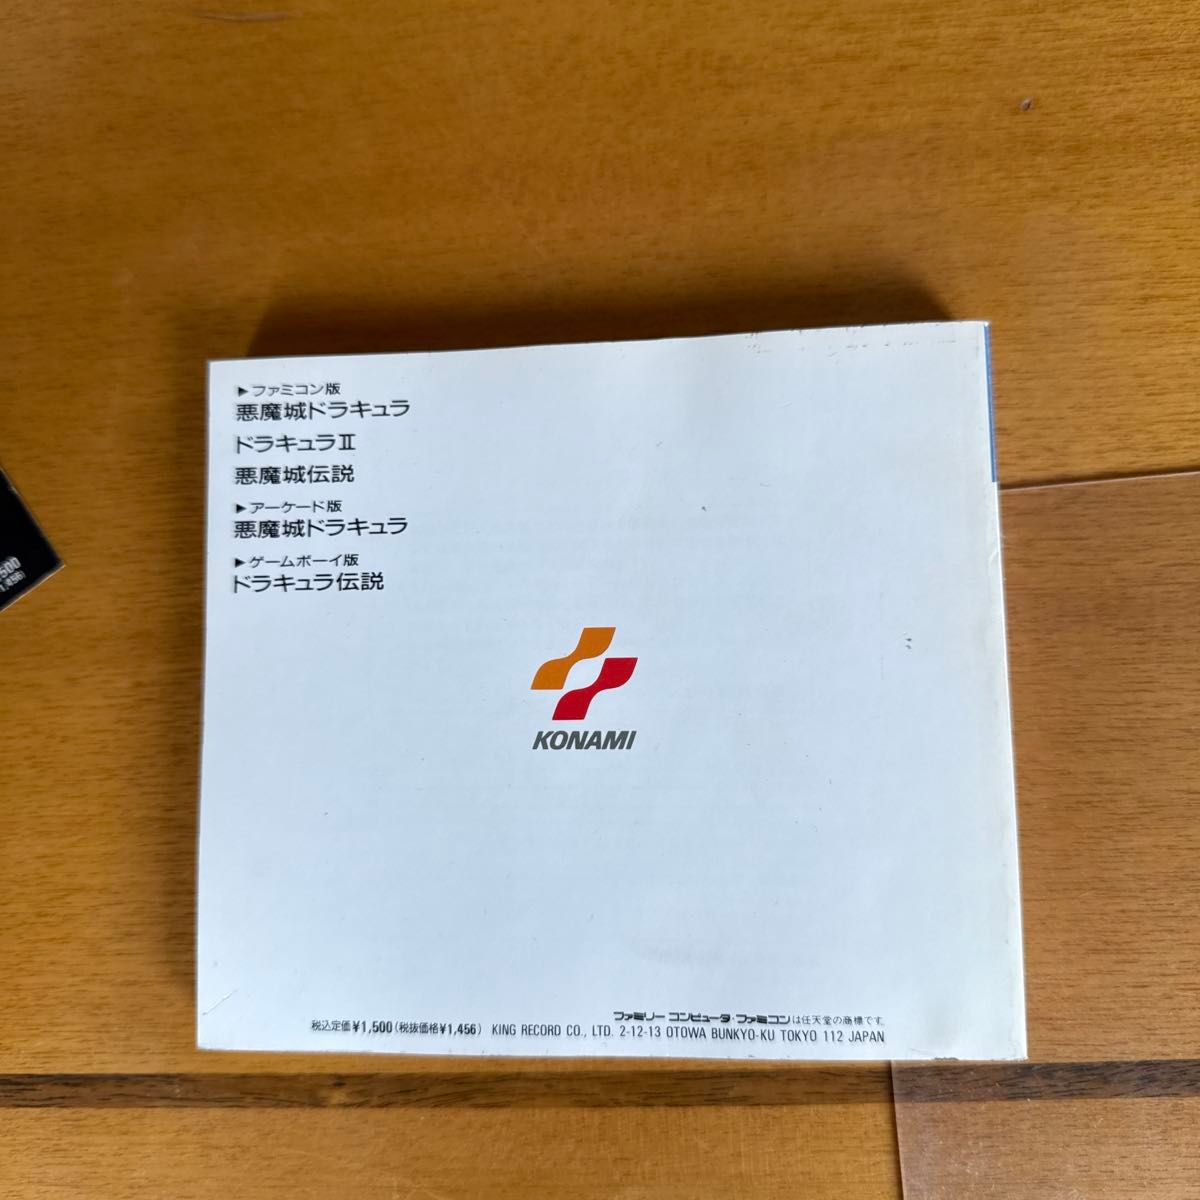 ▶ファミコン版
悪魔城ドラキュラ
ドラキュラⅡ
悪魔城伝説
▶アーケード版
悪魔城ドラキュラ
▶ゲームボーイ版
ドラキュラ伝説
KONAMI
ファミリー コンピュータ・ファミコンは任天堂の商標です。
税込定価¥1,500(税抜価格¥1,456) KING RECORD CO., LTD. 2-12-13 OTOWA BUNKYO-KU TOKYO 112 JAPAN